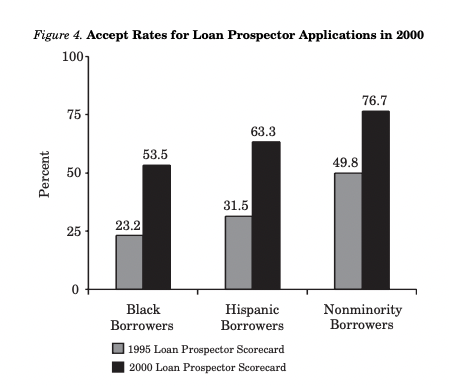 Figure 4. Accept Rates for Loan Prospector Applications in 2000
100
75
50
25
0
Percent
23.2
53.5
31.5
63.3
49.8
76.7
Black
Borrowers
Hispanic
Borrowers
Nonminority
Borrowers
1995 Loan Prospector Scorecard
2000 Loan Prospector Scorecard